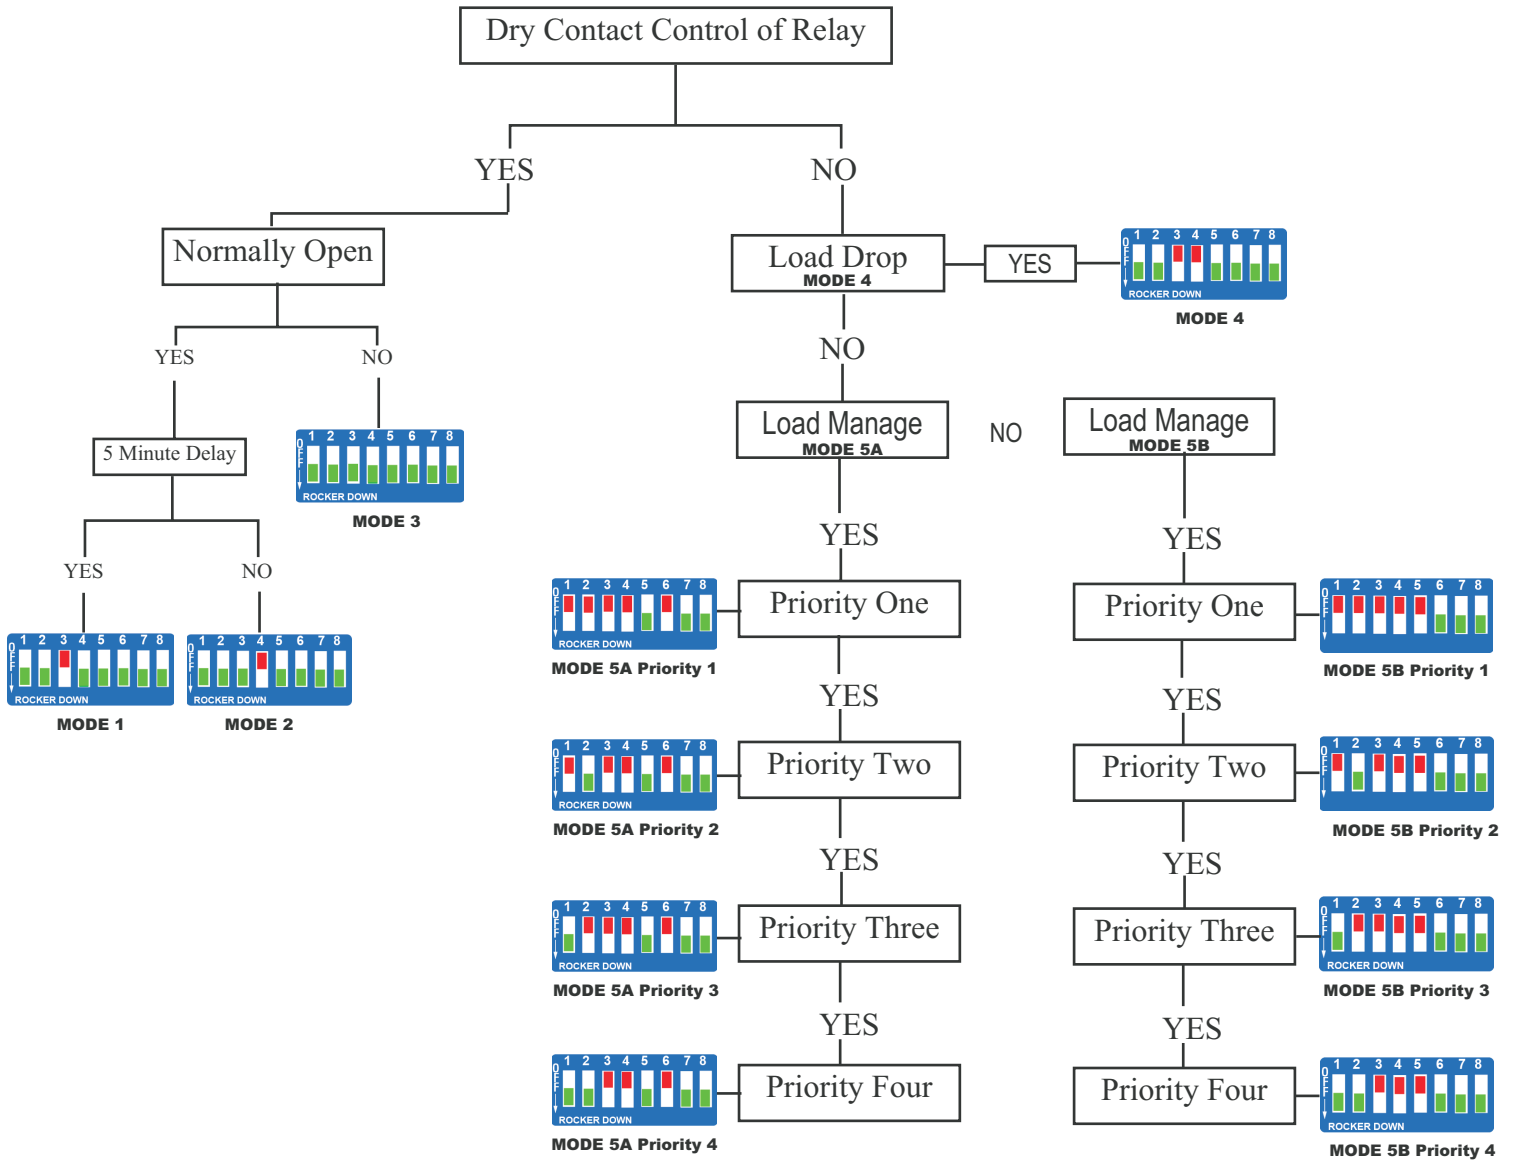 Dry Contact Control of Relay
YES
NO
Normally Open
Load Drop
MODE 4
YES
1 2 3 4 5 6 7 8
OFF
ROCKER DOWN
MODE 4
YES
NO
NO
5 Minute Delay
1 2 3 4 5 6 7 8
OFF
ROCKER DOWN
MODE 3
Load Manage
MODE 5A
NO
Load Manage
MODE 5B
YES
NO
YES
YES
1 2 3 4 5 6 7 8
OFF
ROCKER DOWN
MODE 1
1 2 3 4 5 6 7 8
OFF
ROCKER DOWN
MODE 2
1 2 3 4 5 6 7 8
OFF
ROCKER DOWN
MODE 5A Priority 1
Priority One
Priority One
1 2 3 4 5 6 7 8
OFF
ROCKER DOWN
MODE 5B Priority 1
YES
YES
1 2 3 4 5 6 7 8
OFF
ROCKER DOWN
MODE 5A Priority 2
Priority Two
Priority Two
1 2 3 4 5 6 7 8
OFF
ROCKER DOWN
MODE 5B Priority 2
YES
YES
1 2 3 4 5 6 7 8
OFF
ROCKER DOWN
MODE 5A Priority 3
Priority Three
Priority Three
1 2 3 4 5 6 7 8
OFF
ROCKER DOWN
MODE 5B Priority 3
YES
YES
1 2 3 4 5 6 7 8
OFF
ROCKER DOWN
MODE 5A Priority 4
Priority Four
Priority Four
1 2 3 4 5 6 7 8
OFF
ROCKER DOWN
MODE 5B Priority 4